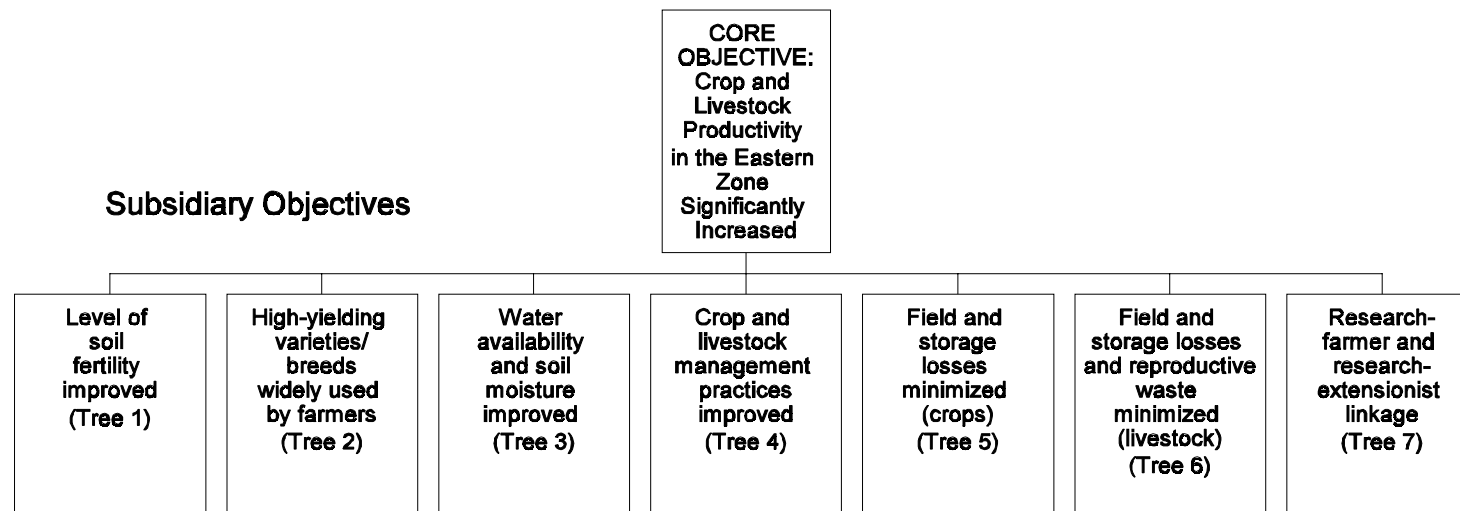 CORE
OBJECTIVE:
Crop and
Livestock
Productivity
in the Eastern
Zone
Significantly
Increased
Subsidiary Objectives
Level of
soil
fertility
improved
(Tree 1)
High-yielding
varieties/
breeds
widely used
by farmers
(Tree 2)
Water
availability
and soil
moisture
improved
(Tree 3)
Crop and
livestock
management
practices
improved
(Tree 4)
Field and
storage
losses
minimized
(crops)
(Tree 5)
Field and
storage losses
and reproductive
waste
minimized
(livestock)
(Tree 6)
Research-
farmer and
research-
extensionist
linkage
(Tree 7)